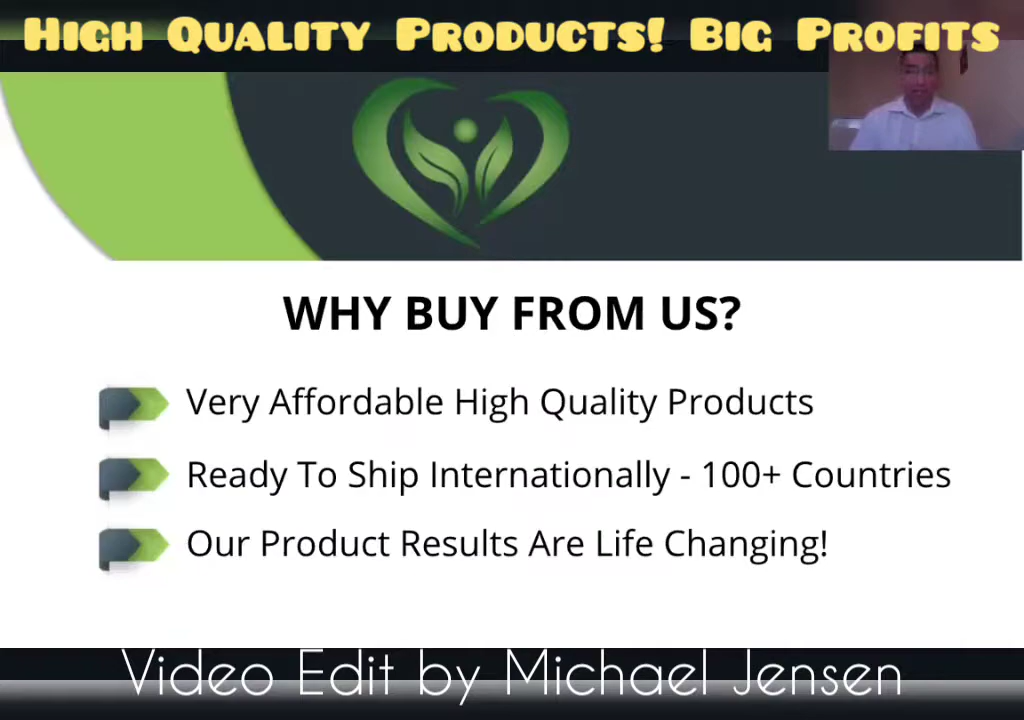 High Quality Products! Big Profits
WHY BUY FROM US?
Very Affordable High Quality Products
Ready To Ship Internationally - 100+ Countries
Our Product Results Are Life Changing!
Video Edit by Michael Jensen